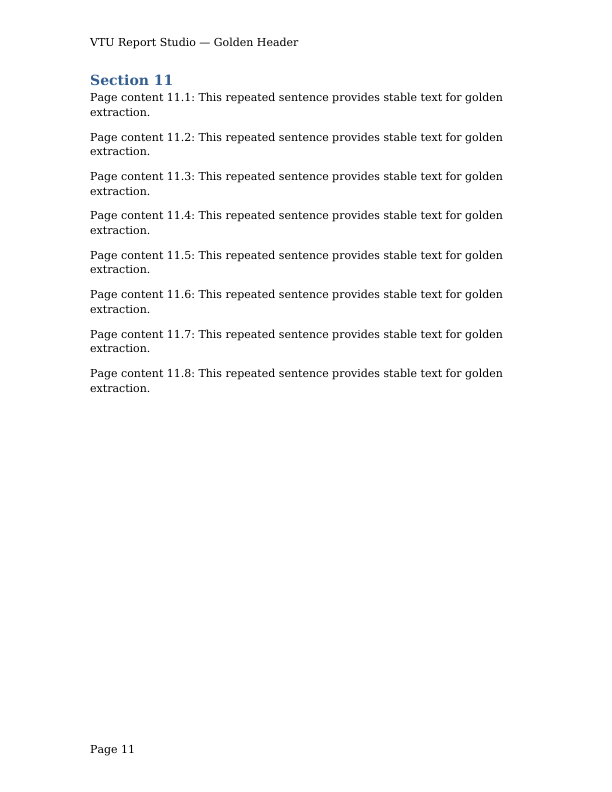 VTU Report Studio — Golden Header
Section 11
Page content 11.1: This repeated sentence provides stable text for golden
extraction.
Page content 11.2: This repeated sentence provides stable text for golden
extraction.
Page content 11.3: This repeated sentence provides stable text for golden
extraction.
Page content 11.4: This repeated sentence provides stable text for golden
extraction.
Page content 11.5: This repeated sentence provides stable text for golden
extraction.
Page content 11.6: This repeated sentence provides stable text for golden
extraction.
Page content 11.7: This repeated sentence provides stable text for golden
extraction.
Page content 11.8: This repeated sentence provides stable text for golden
extraction.
Page 11